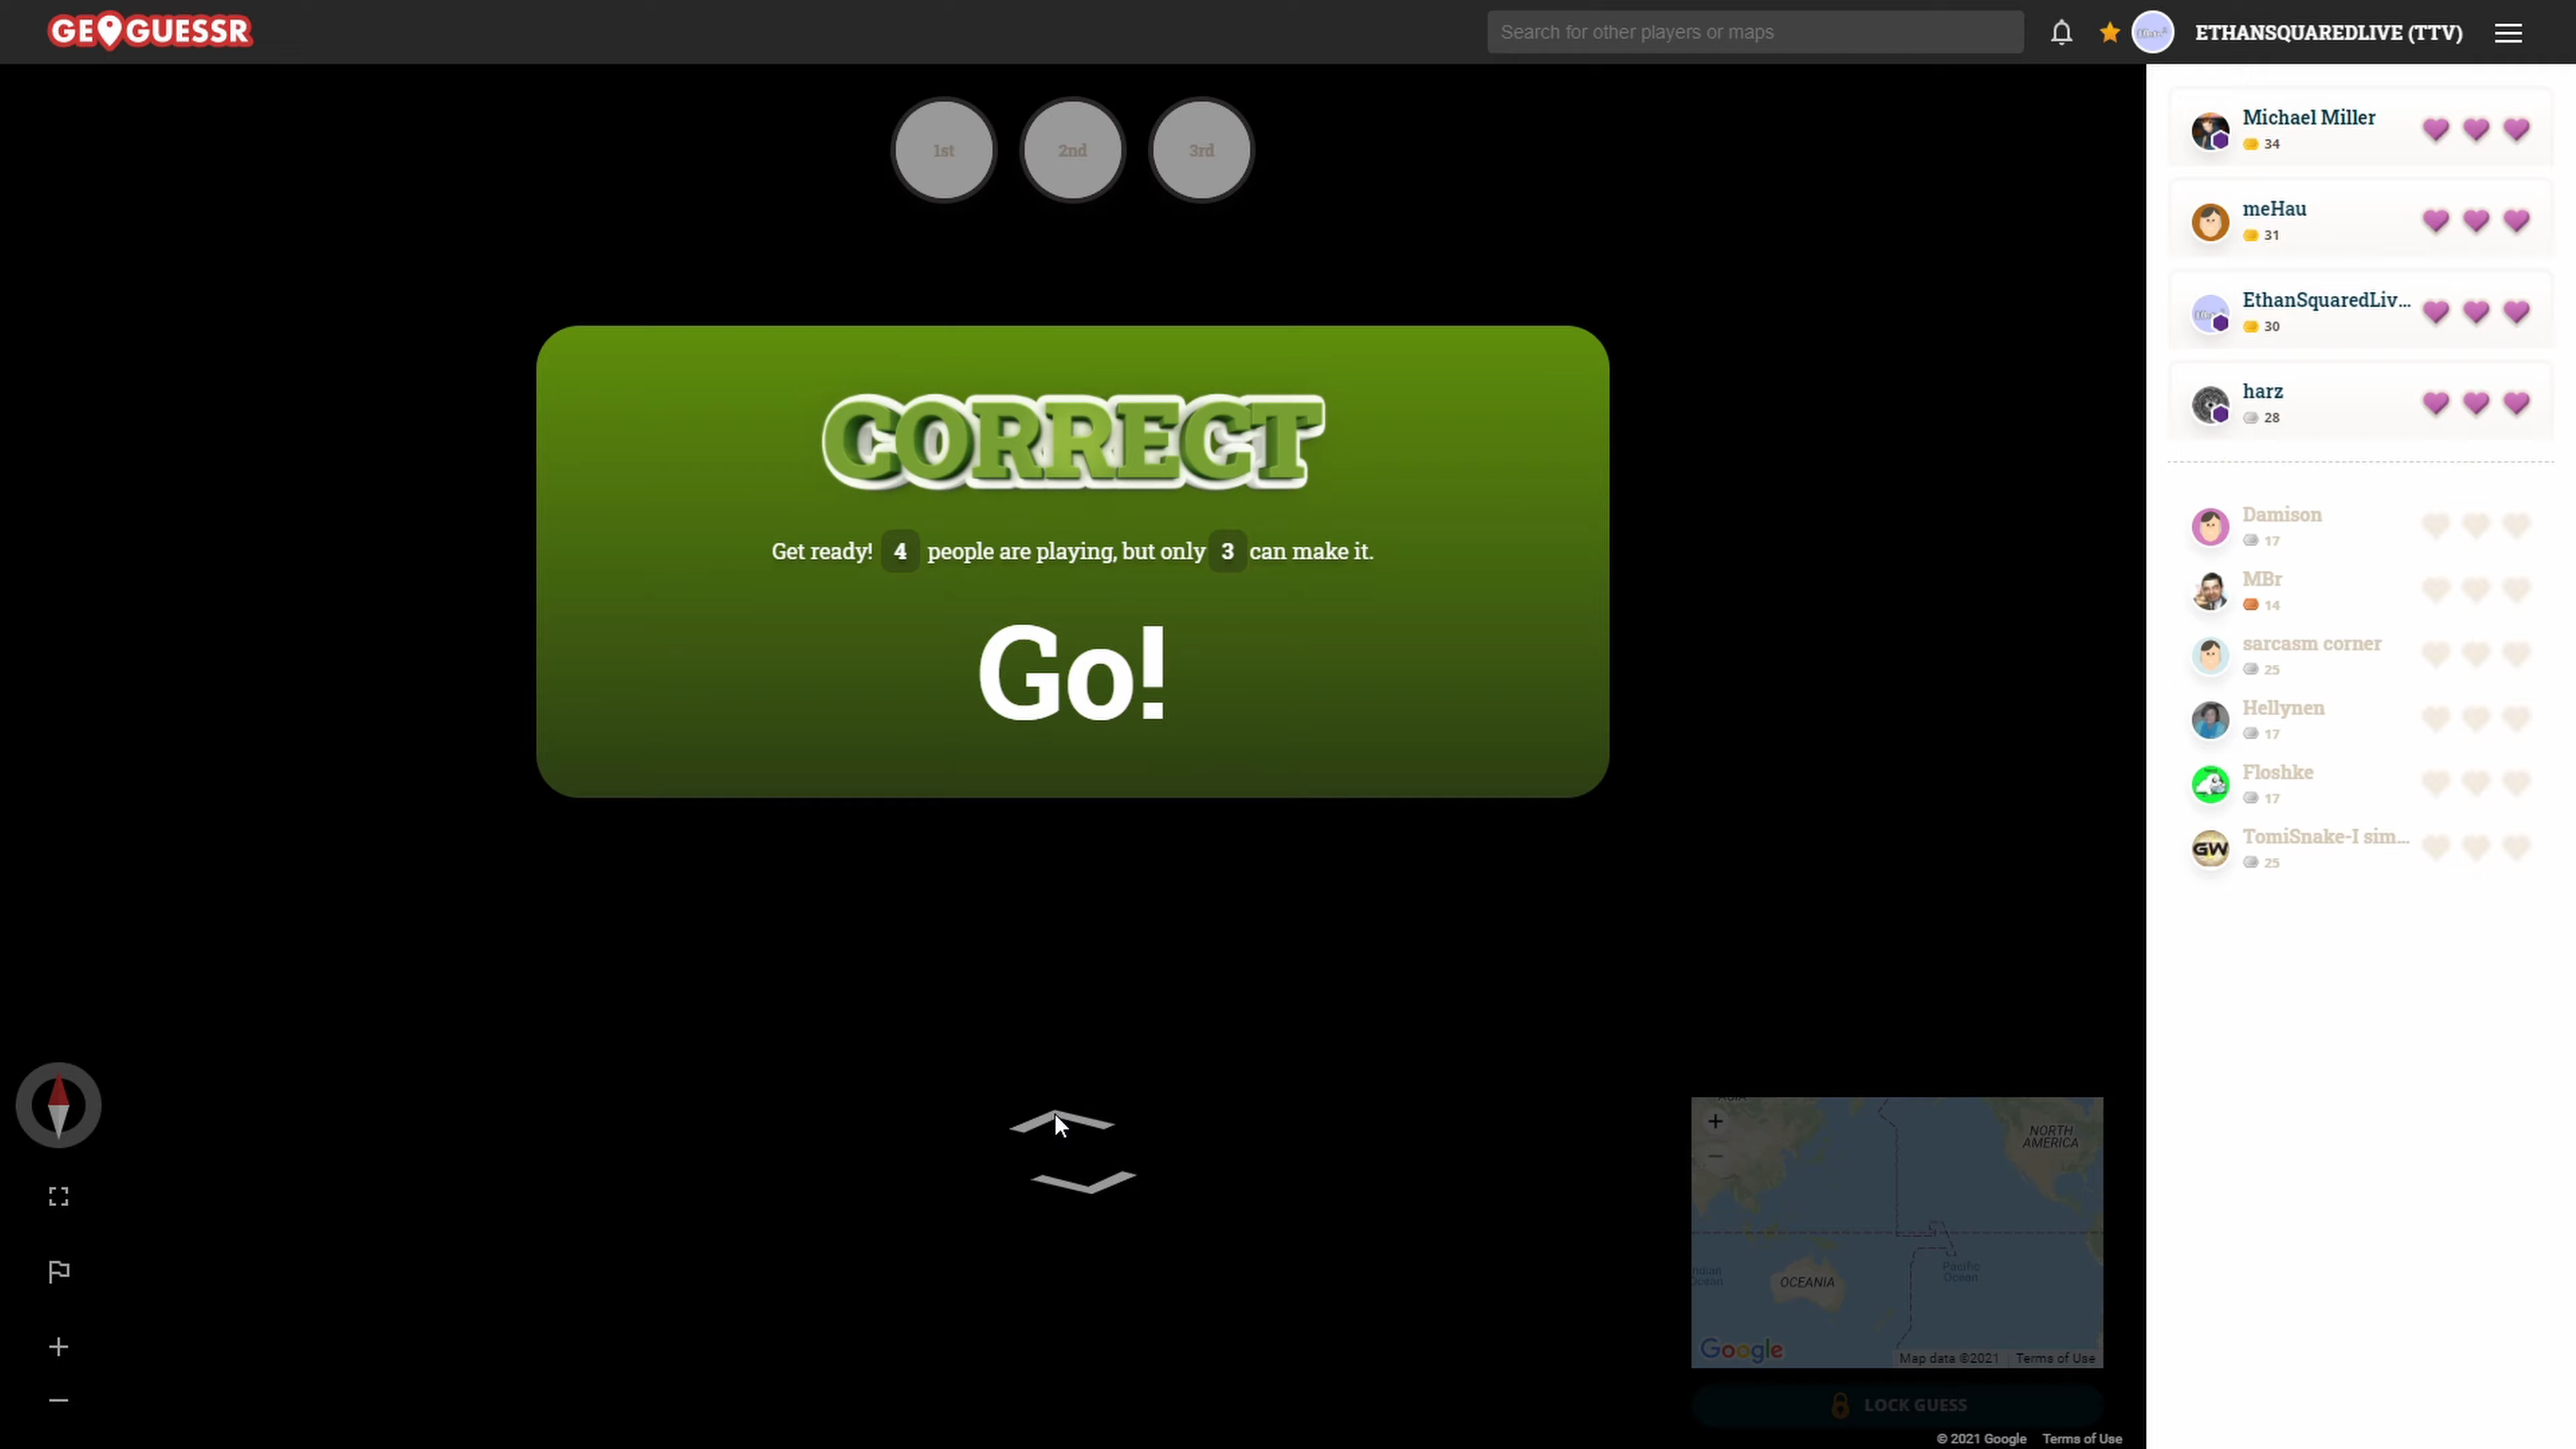 GEOGUESSR
Search for other players or maps
ETHANSQUAREDLIVE (TTV)
1st
2nd
3rd
CORRECT
Get ready! 4 people are playing, but only 3 can make it.
Go!
Michael Miller
34
meHau
31
EthanSquaredLiv...
30
harz
28
Damison
17
MBr
14
sarcasm corner
25
Hellynen
17
Floshke
17
GW
TomiSnake-I sim...
25
ASIA
NORTH
AMERICA
Indian
Ocean
OCEANIA
Pacific
Ocean
Google
Map data ©2021
Terms of Use
LOCK GUESS
© 2021 Google
Terms of Use